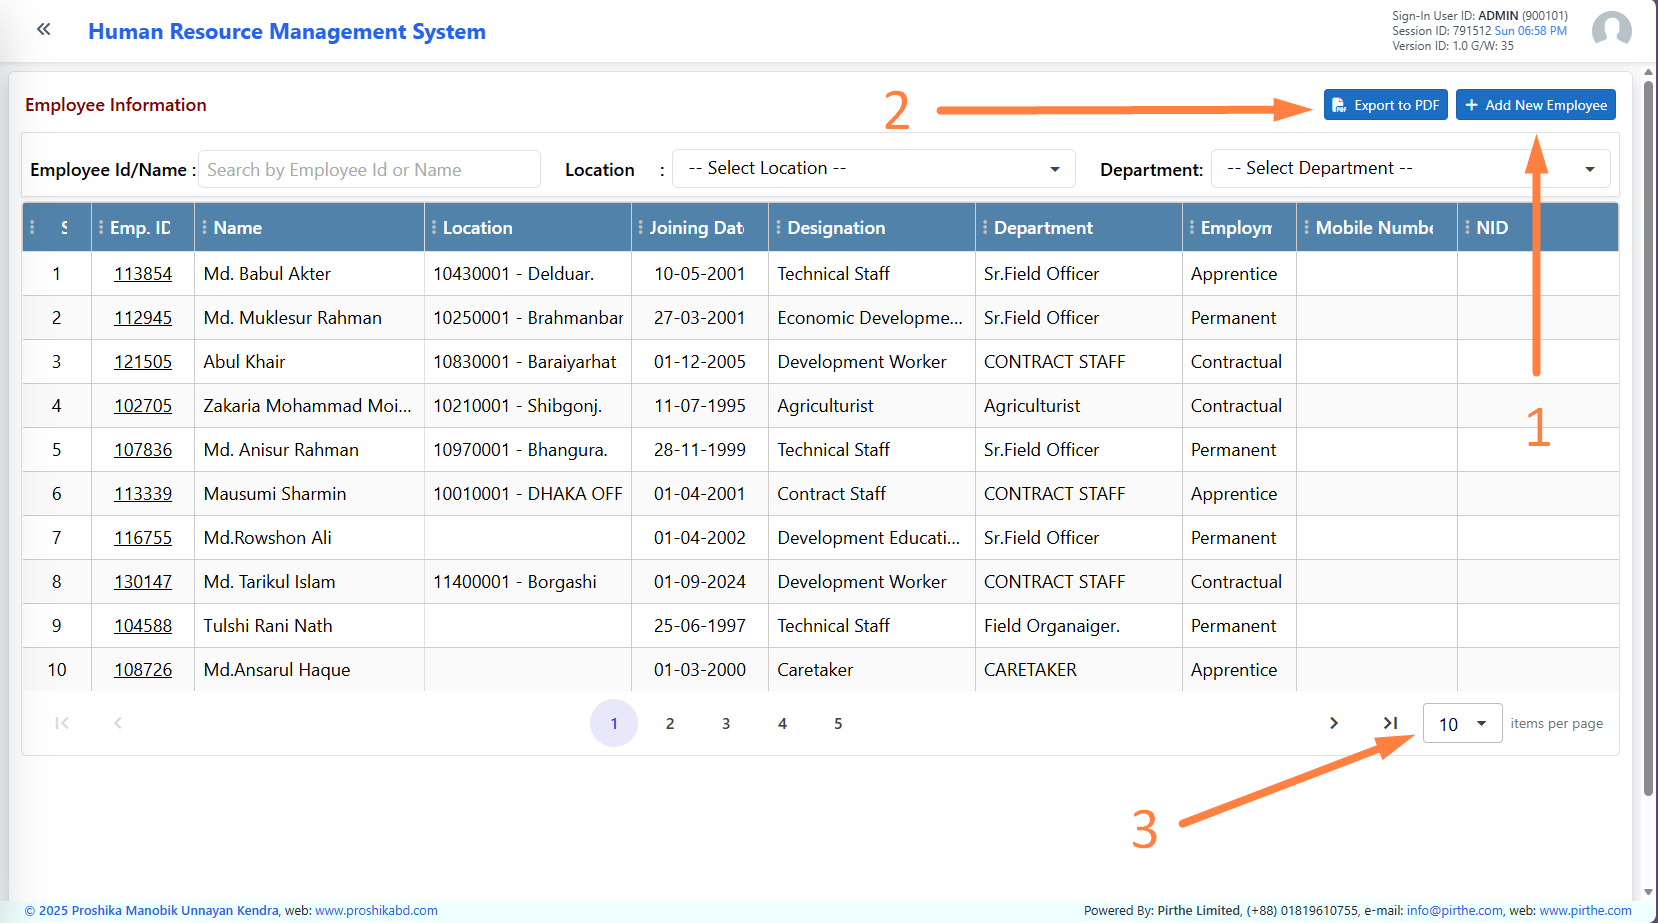 Human Resource Management System
Sign-In User ID: ADMIN (900101)
Session ID: 791512 Sun 06:58 PM
Version ID: 1.0 G/W: 35
Employee Information
2
Export to PDF
+ Add New Employee
Employee Id/Name : Search by Employee Id or Name Location : -- Select Location -- Department: -- Select Department --
S Emp. ID Name Location Joining Date Designation Department Employm Mobile Numbe NID
1 113854 Md. Babul Akter 10430001 - Delduar. 10-05-2001 Technical Staff Sr.Field Officer Apprentice
2 112945 Md. Muklesur Rahman 10250001 - Brahmanbar 27-03-2001 Economic Developme... Sr.Field Officer Permanent
3 121505 Abul Khair 10830001 - Baraiyarhat 01-12-2005 Development Worker CONTRACT STAFF Contractual
4 102705 Zakaria Mohammad Moi... 10210001 - Shibgonj. 11-07-1995 Agriculturist Agriculturist Contractual
1
5 107836 Md. Anisur Rahman 10970001 - Bhangura. 28-11-1999 Technical Staff Sr.Field Officer Permanent
6 113339 Mausumi Sharmin 10010001 - DHAKA OFF 01-04-2001 Contract Staff CONTRACT STAFF Apprentice
7 116755 Md.Rowshon Ali 01-04-2002 Development Educati... Sr.Field Officer Permanent
8 130147 Md. Tarikul Islam 11400001 - Borgashi 01-09-2024 Development Worker CONTRACT STAFF Contractual
9 104588 Tulshi Rani Nath 25-06-1997 Technical Staff Field Organaiger. Permanent
10 108726 Md.Ansarul Haque 01-03-2000 Caretaker CARETAKER Apprentice
1 2 3 4 5 10 items per page
3
© 2025 Proshika Manobik Unnayan Kendra, web: www.proshikabd.com
Powered By: Pirthe Limited, (+88) 01819610755, e-mail: info@pirthe.com, web: www.pirthe.com